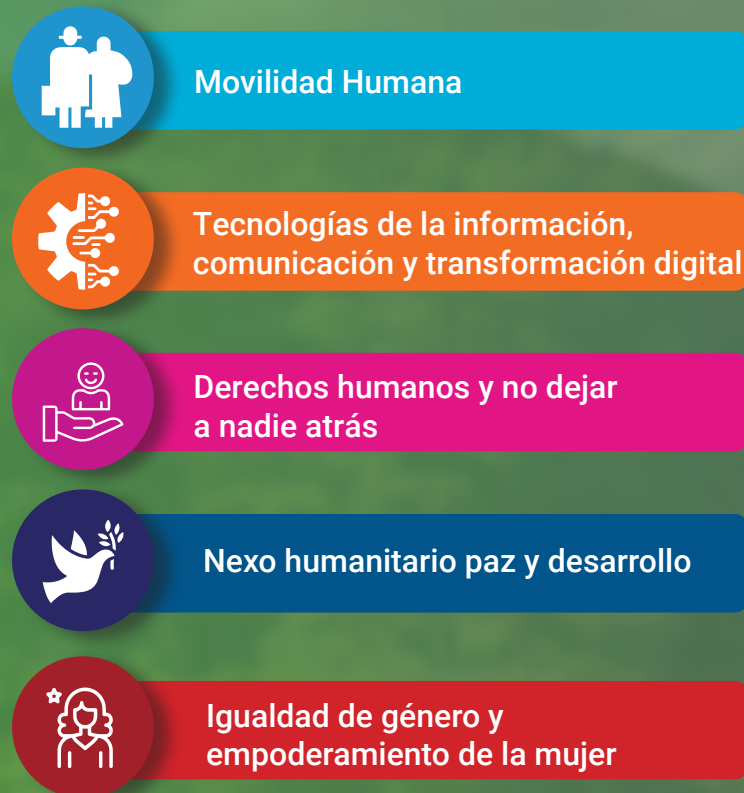 Movilidad Humana
Tecnologías de la información,
comunicación y transformación digital
Derechos humanos y no dejar
a nadie atrás
Nexo humanitario paz y desarrollo
Igualdad de género y
empoderamiento de la mujer